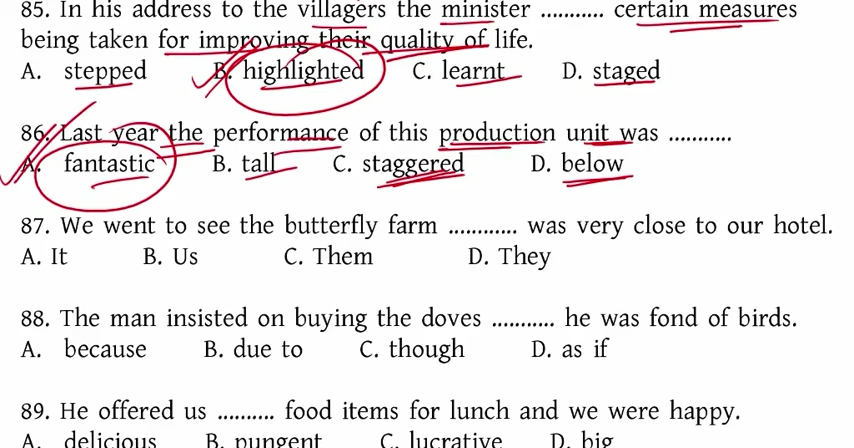 85. In his address to the villagers the minister ........... certain measures
being taken for improving their quality of life.
A. stepped B. highlighted C. learnt D. staged
86. Last year the performance of this production unit was ...........
A. fantastic B. tall C. staggered D. below
87. We went to see the butterfly farm ............ was very close to our hotel.
A. It B. Us C. Them D. They
88. The man insisted on buying the doves ........... he was fond of birds.
A. because B. due to C. though D. as if
89. He offered us .......... food items for lunch and we were happy.
A. delicious B. pungent C. lucrative D. big